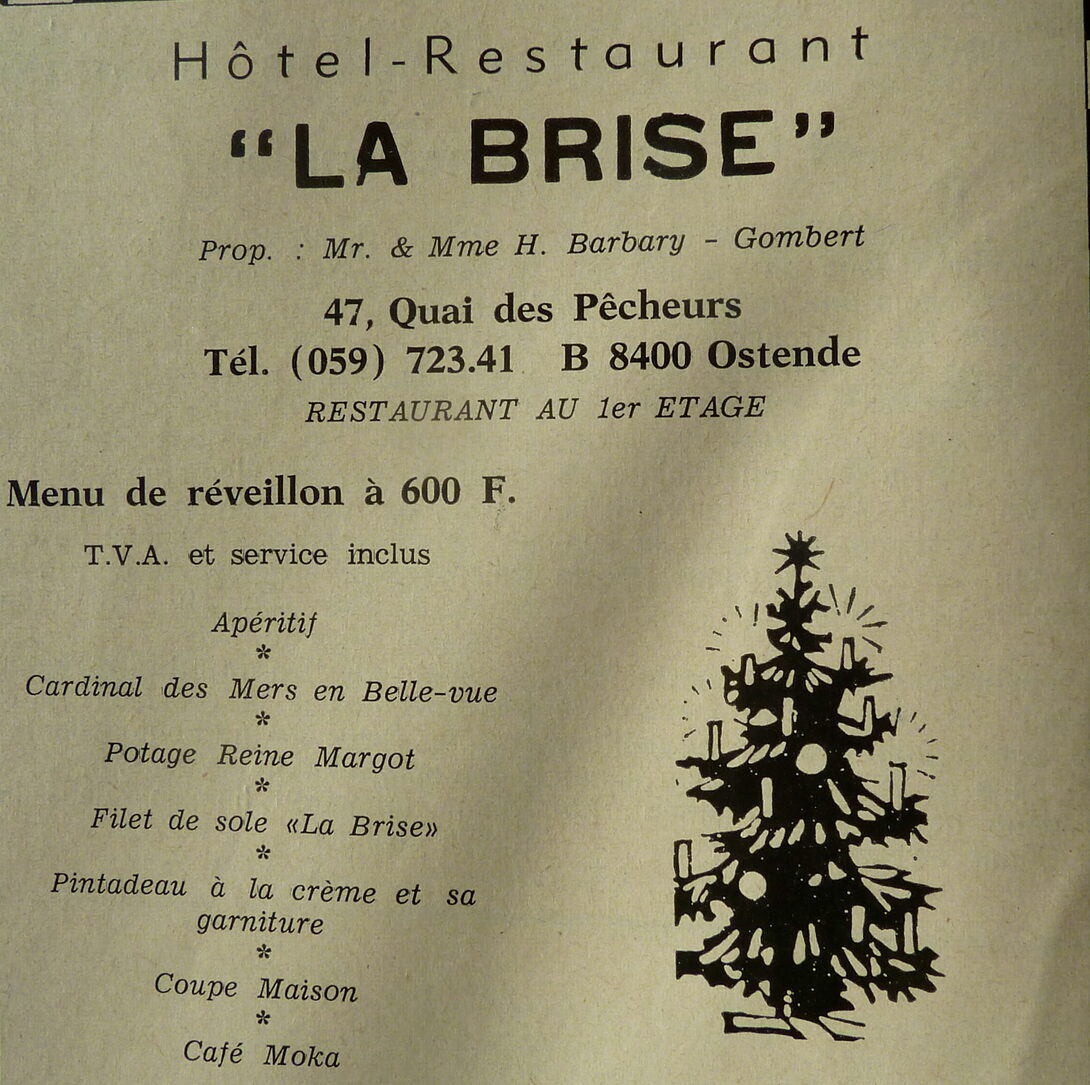 Hôtel-Restaurant
“LA BRISE”
Prop. : Mr. & Mme H. Barbary - Gombert
47, Quai des Pêcheurs
Tél. (059) 723.41 B 8400 Ostende
RESTAURANT AU 1er ETAGE
Menu de réveillon à 600 F.
T.V.A. et service inclus
Apéritif
*
Cardinal des Mers en Belle-vue
*
Potage Reine Margot
*
Filet de sole «La Brise»
*
Pintadeau à la crème et sa
garniture
*
Coupe Maison
*
Café Moka